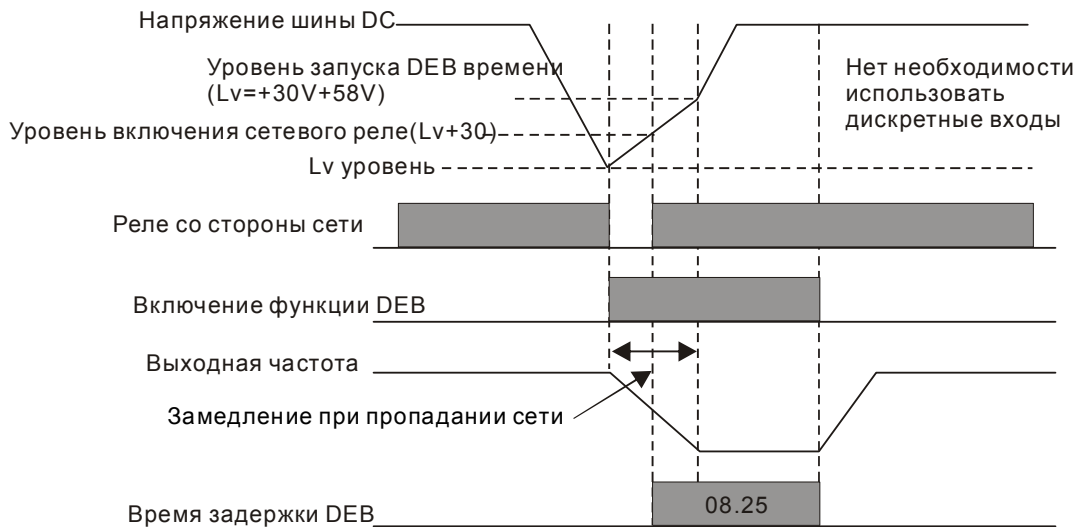 Напряжение шины DC
Уровень запуска DEB времени
(Lv=+30V+58V)
Нет необходимости
использовать
дискретные входы
Уровень включения сетевого реле(Lv+30)
Lv уровень
Реле со стороны сети
Включение функции DEB
Выходная частота
Замедление при пропадании сети
08.25
Время задержки DEB